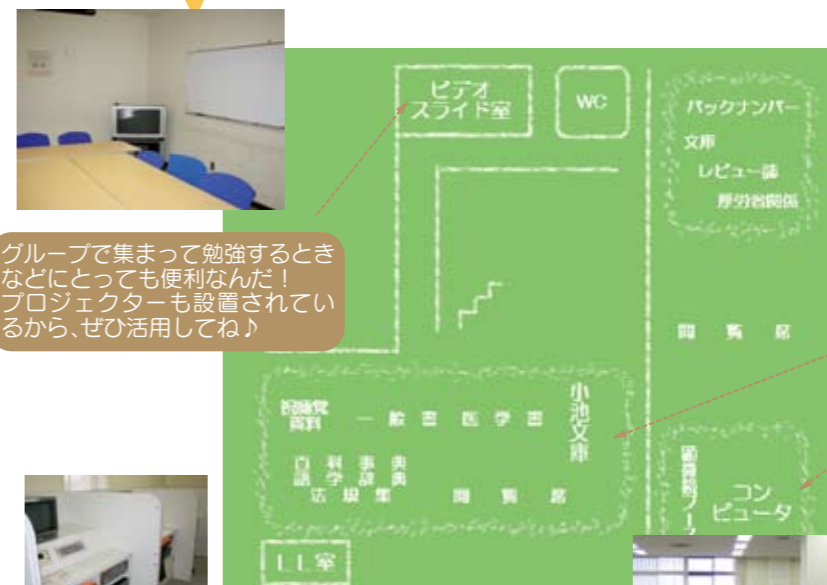 ビデオ
スライド室
WC
バックナンバー
文庫
レビュー誌
厚労省関係
グループで集まって勉強するとき
などにとっても便利なんだ！
プロジェクターも設置されてい
るから、ぜひ活用してね♪
閲覧席
視聴覚
資料
一般書
医学書
小池文庫
百科事典
語学辞典
法規集
閲覧席
コン
ピュータ
LL室